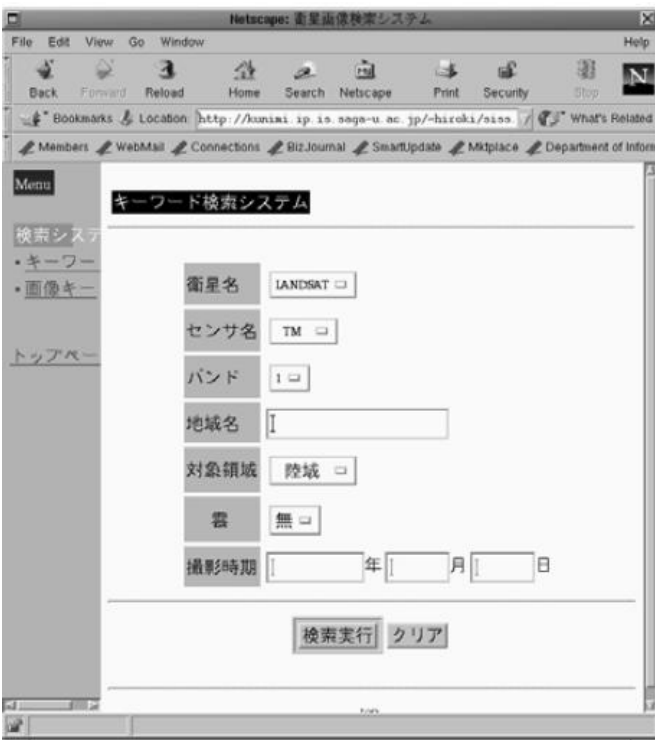 Netscape: 衛星画像検索システム
File Edit View Go Window Help
Back Forward Reload Home Search Netscape Print Security Stop
Bookmarks Location: http://kunimi.ip.is.saga-u.ac.jp/~hiroki/siss. What's Related
Members WebMail Connections BizJournal SmartUpdate Mktplace Department of Inform
Menu
検索システ
・キーワー
・画像キー
トップペー
キーワード検索システム
衛星名 LANDSAT
センサ名 TM
バンド 1
地域名
対象領域 陸域
雲 無
撮影時期 年 月 日
検索実行 クリア